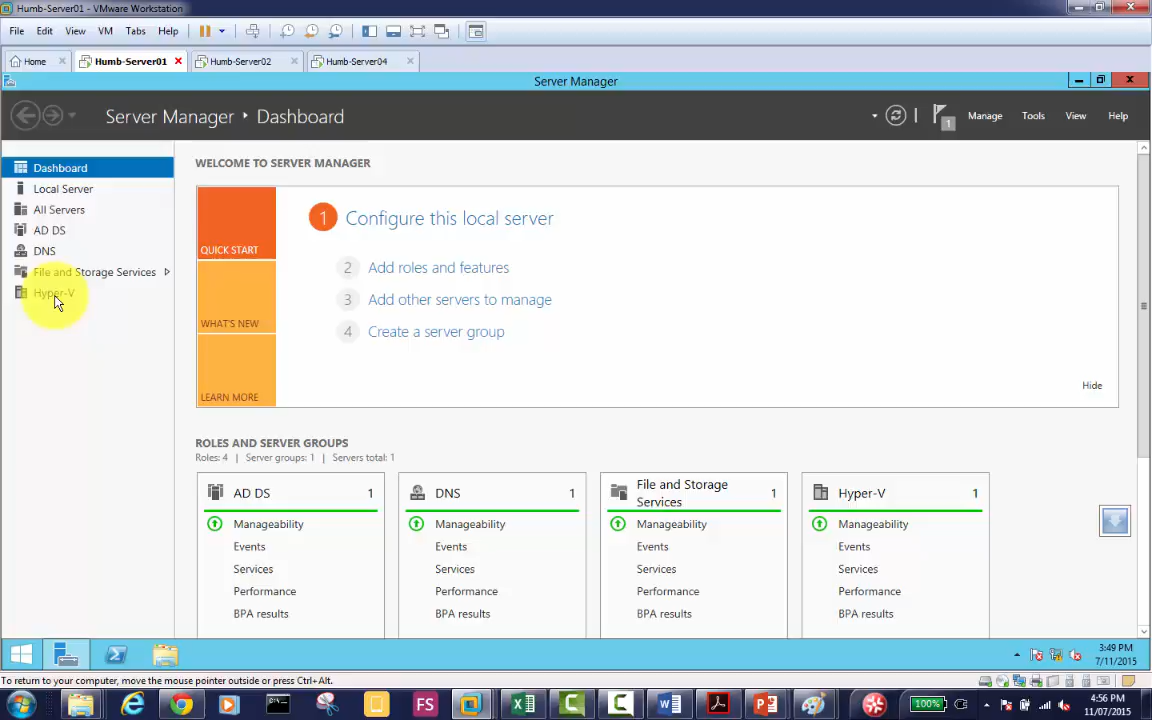 Humb-Server01 - VMware Workstation
File Edit View VM Tabs Help
Home Humb-Server01 Humb-Server02 Humb-Server04
Server Manager
Server Manager Dashboard
1 Manage Tools View Help
Dashboard
Local Server
All Servers
AD DS
DNS
File and Storage Services
Hyper-V
WELCOME TO SERVER MANAGER
QUICK START
WHAT'S NEW
LEARN MORE
1 Configure this local server
2 Add roles and features
3 Add other servers to manage
4 Create a server group
Hide
ROLES AND SERVER GROUPS
Roles: 4 | Server groups: 1 | Servers total: 1
AD DS 1
Manageability
Events
Services
Performance
BPA results
DNS 1
Manageability
Events
Services
Performance
BPA results
File and Storage
Services 1
Manageability
Events
Services
Performance
BPA results
Hyper-V 1
Manageability
Events
Services
Performance
BPA results
3:49 PM
7/11/2015
To return to your computer, move the mouse pointer outside or press Ctrl+Alt.
FS
100%
4:56 PM
11/07/2015